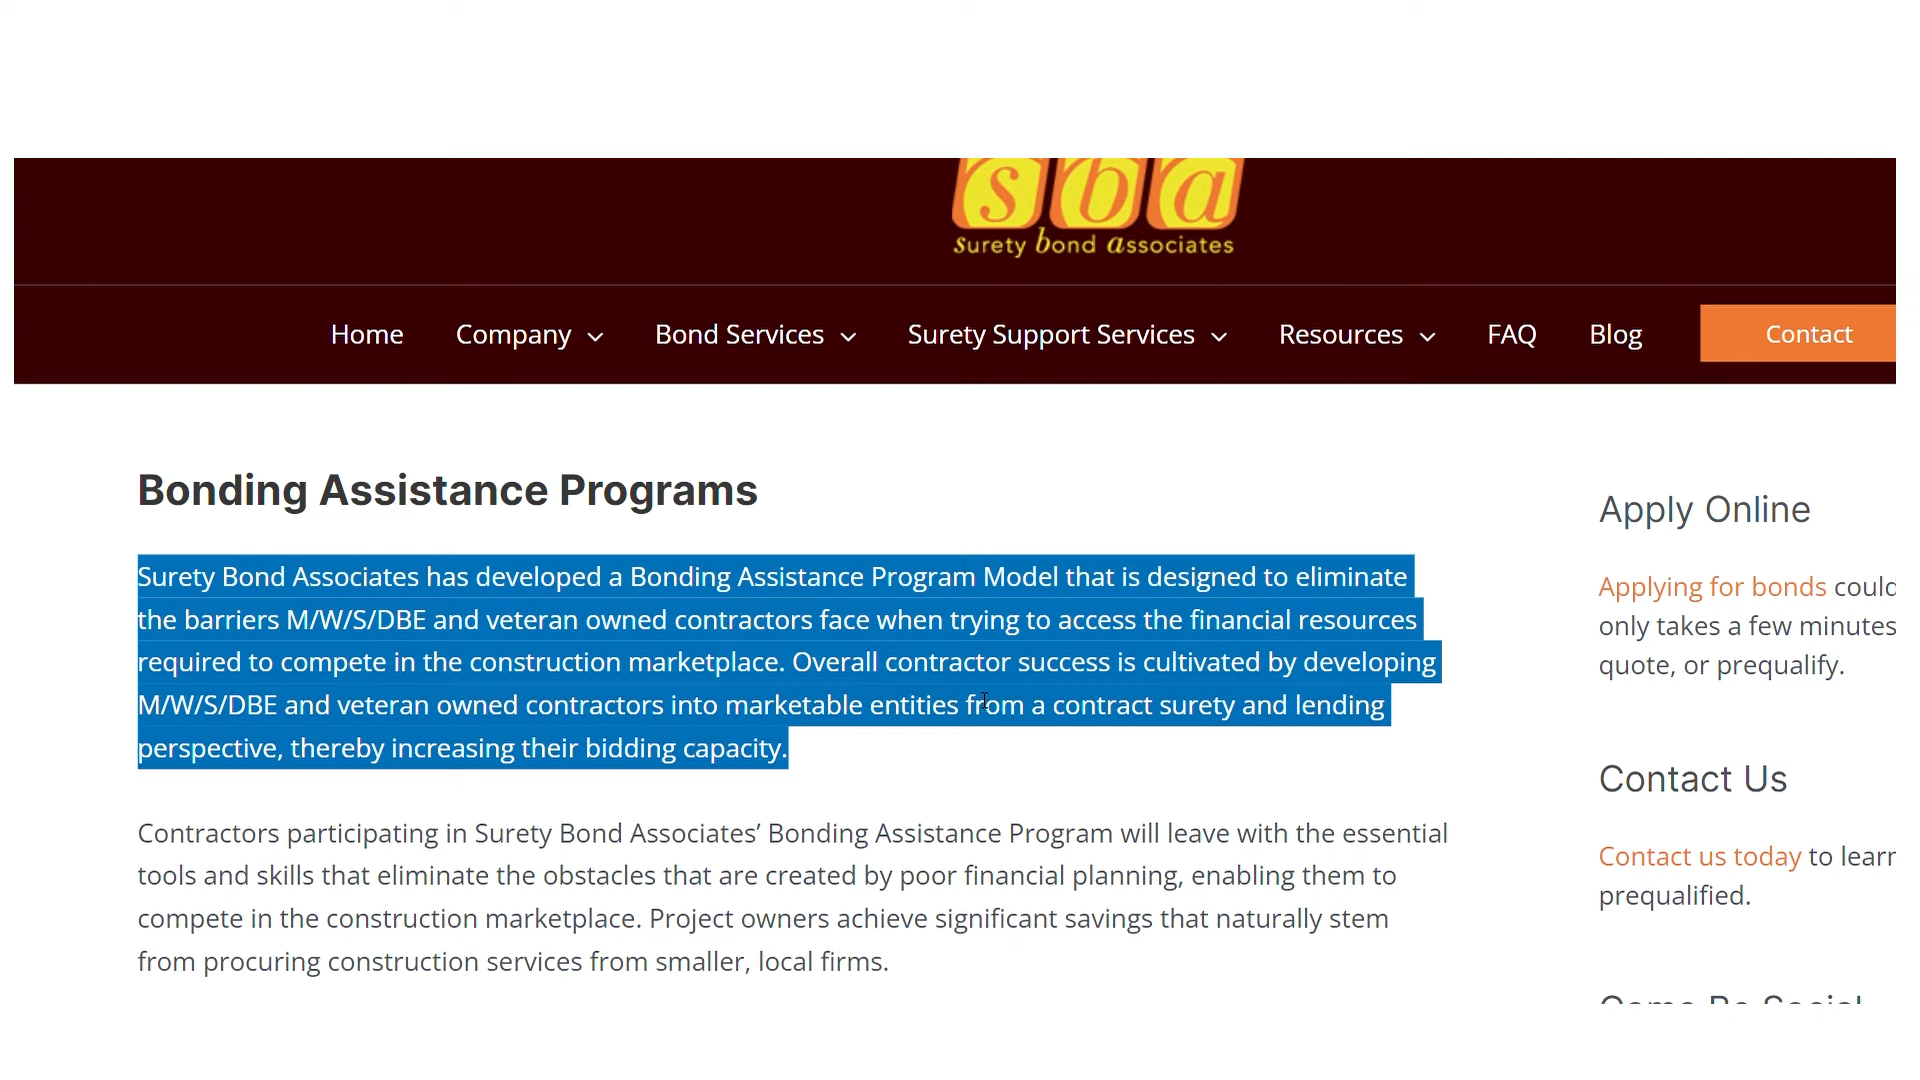 sba
surety bond associates
Home Company Bond Services Surety Support Services Resources FAQ Blog Contact
Bonding Assistance Programs
Surety Bond Associates has developed a Bonding Assistance Program Model that is designed to eliminate
the barriers M/W/S/DBE and veteran owned contractors face when trying to access the financial resources
required to compete in the construction marketplace. Overall contractor success is cultivated by developing
M/W/S/DBE and veteran owned contractors into marketable entities from a contract surety and lending
perspective, thereby increasing their bidding capacity.
Contractors participating in Surety Bond Associates’ Bonding Assistance Program will leave with the essential
tools and skills that eliminate the obstacles that are created by poor financial planning, enabling them to
compete in the construction marketplace. Project owners achieve significant savings that naturally stem
from procuring construction services from smaller, local firms.
Apply Online
Applying for bonds could
only takes a few minutes
quote, or prequalify.
Contact Us
Contact us today to learn
prequalified.
Come Be Social